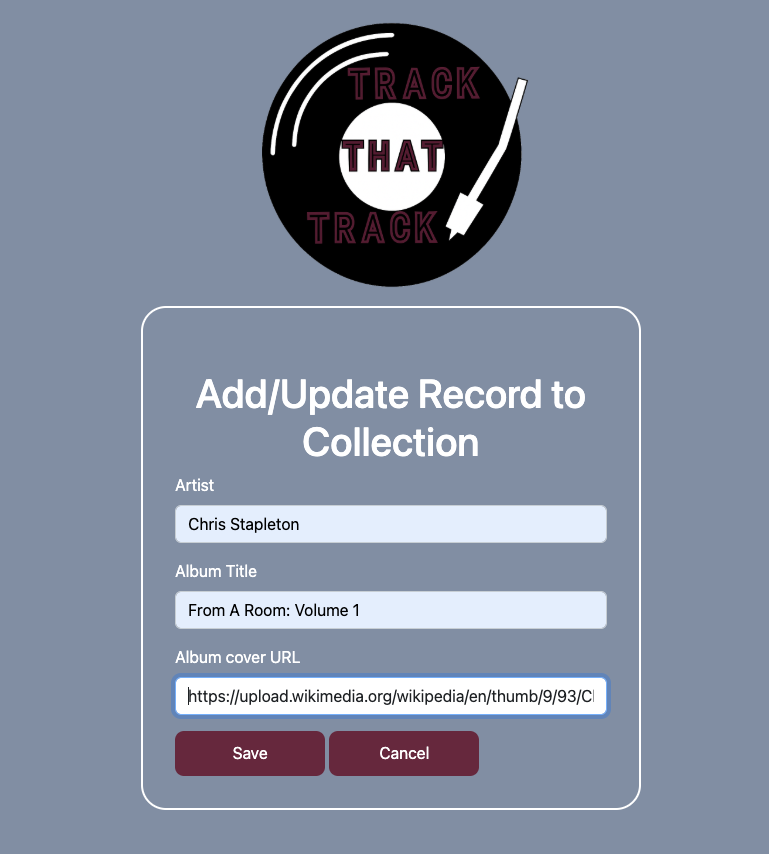 TRACK
THAT
TRACK
Add/Update Record to
Collection
Artist
Chris Stapleton
Album Title
From A Room: Volume 1
Album cover URL
https://upload.wikimedia.org/wikipedia/en/thumb/9/93/C
Save Cancel